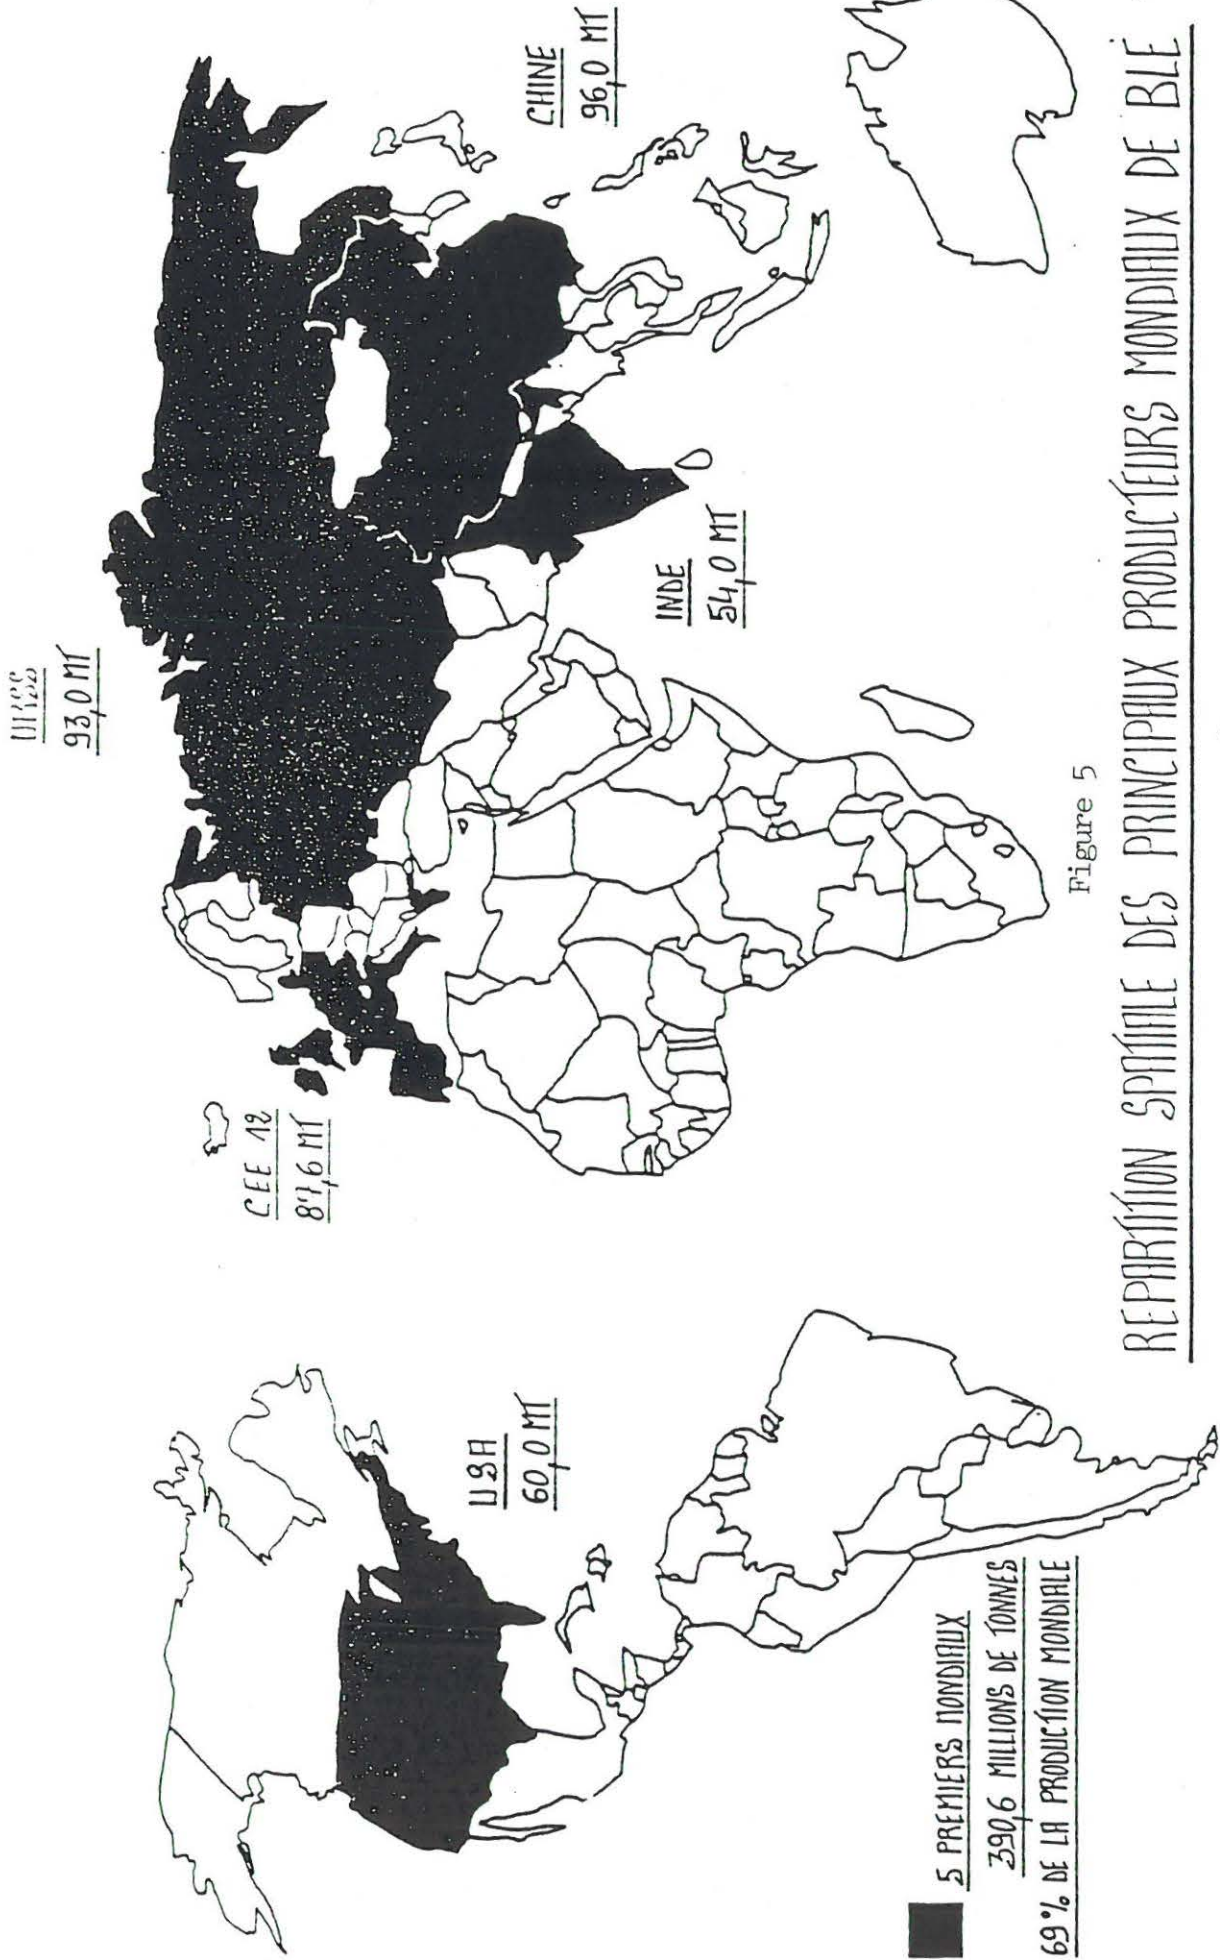 URSS
93,0 MT
CHINE
96,0 MT
CEE 12
87,6 MT
INDE
54,0 MT
USA
60,0 MT
5 PREMIERS MONDIAUX
390,6 MILLIONS DE TONNES
69% DE LA PRODUCTION MONDIALE
Figure 5
REPARTITION SPATIALE DES PRINCIPAUX PRODUCTEURS MONDIAUX DE BLE